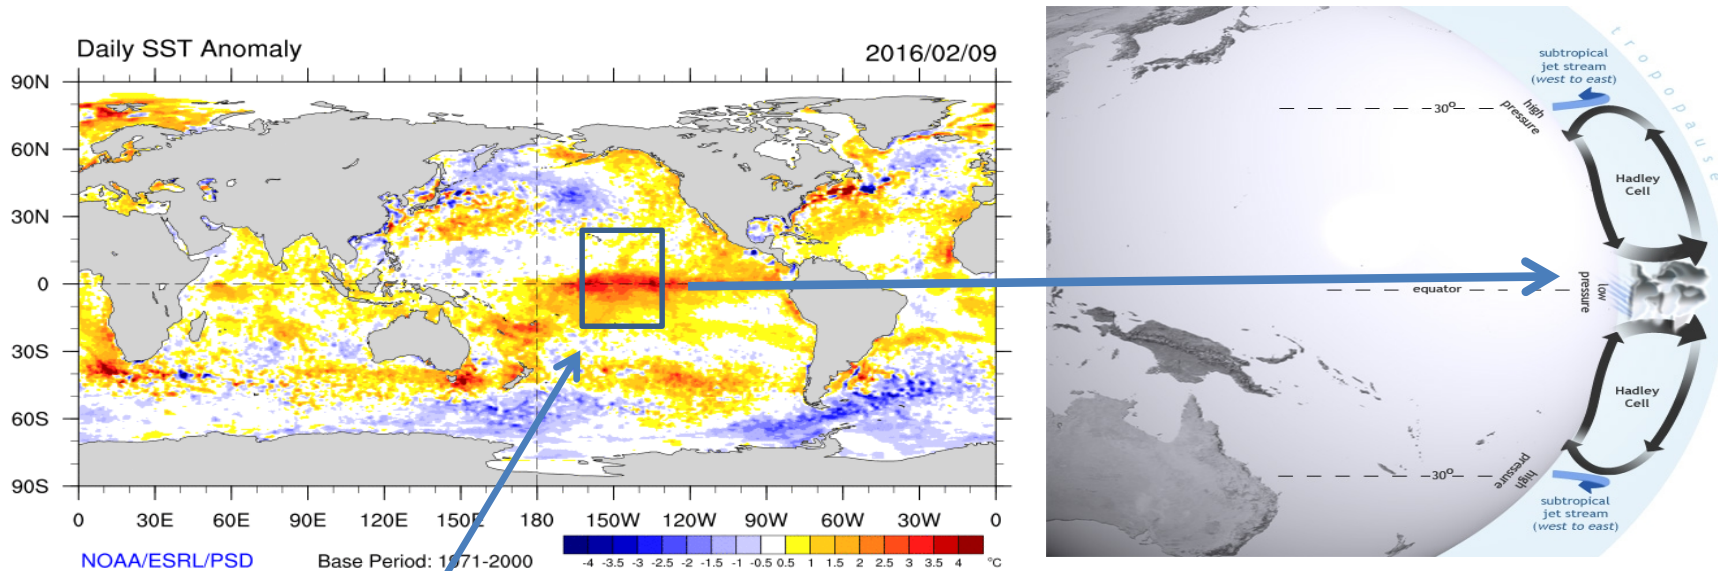 Daily SST Anomaly
2016/02/09
90N
60N
30N
0
30S
60S
90S
0 30E 60E 90E 120E 150E 180 150W 120W 90W 60W 30W 0
NOAA/ESRL/PSD
Base Period: 1971-2000
-4 -3.5 -3 -2.5 -2 -1.5 -1 -0.5 0.5 1 1.5 2 2.5 3 3.5 4 °C
tropopause
subtropical
jet stream
(west to east)
30°
high
pressure
Hadley
Cell
equator
low
pressure
Hadley
Cell
30°
high
pressure
subtropical
jet stream
(west to east)